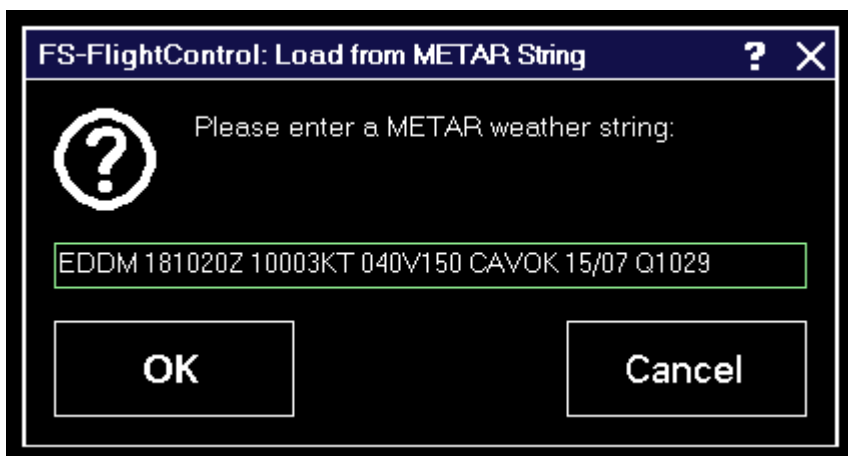 FS-FlightControl: Load from METAR String ? X
Please enter a METAR weather string:
EDDM 181020Z 10003KT 040V150 CAVOK 15/07 Q1029
OK Cancel